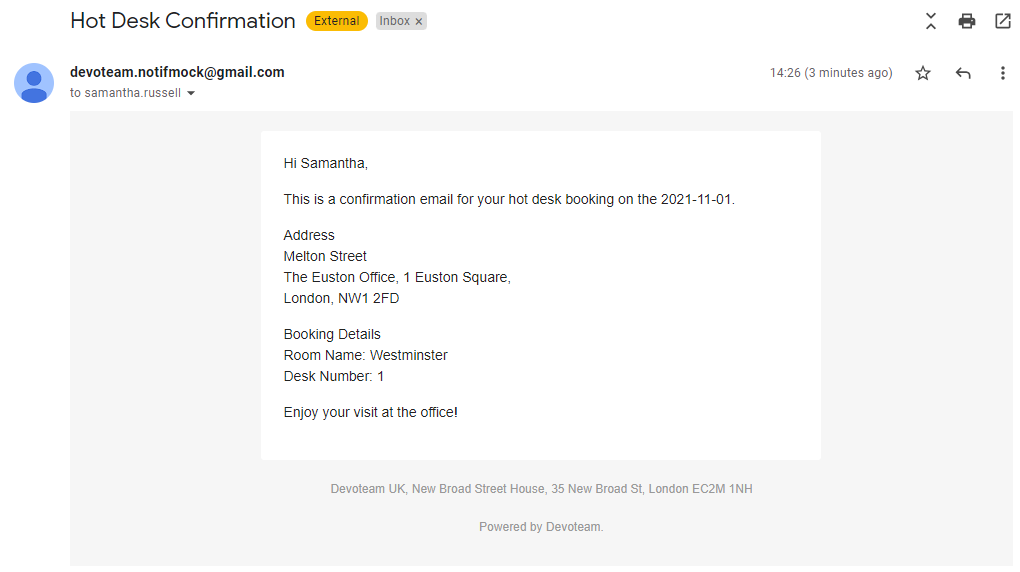 Hot Desk Confirmation External Inbox ×
devoteam.notifmock@gmail.com 14:26 (3 minutes ago)
to samantha.russell
Hi Samantha,
This is a confirmation email for your hot desk booking on the 2021-11-01.
Address
Melton Street
The Euston Office, 1 Euston Square,
London, NW1 2FD
Booking Details
Room Name: Westminster
Desk Number: 1
Enjoy your visit at the office!
Devoteam UK, New Broad Street House, 35 New Broad St, London EC2M 1NH
Powered by Devoteam.